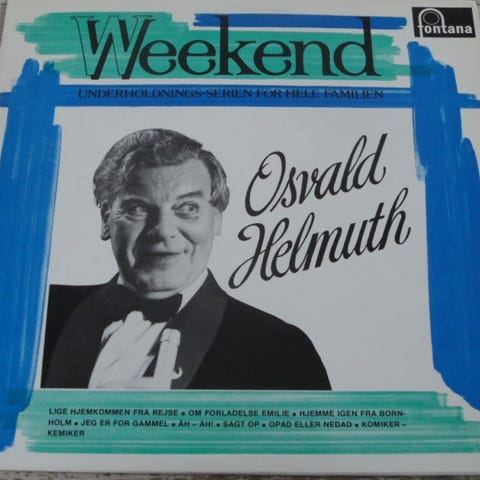 Weekend
fontana
UNDERHOLDNINGS-SERIEN FOR HELE FAMILIEN
Osvald
Helmuth
LIGE HJEMKOMMEN FRA REJSE • OM FORLADELSE EMILIE • HJEMME IGEN FRA BORN-
HOLM • JEG ER FOR GAMMEL • ÅH – ÅH! • SAGT OP • OPAD ELLER NEDAD • KOMIKER –
KEMIKER